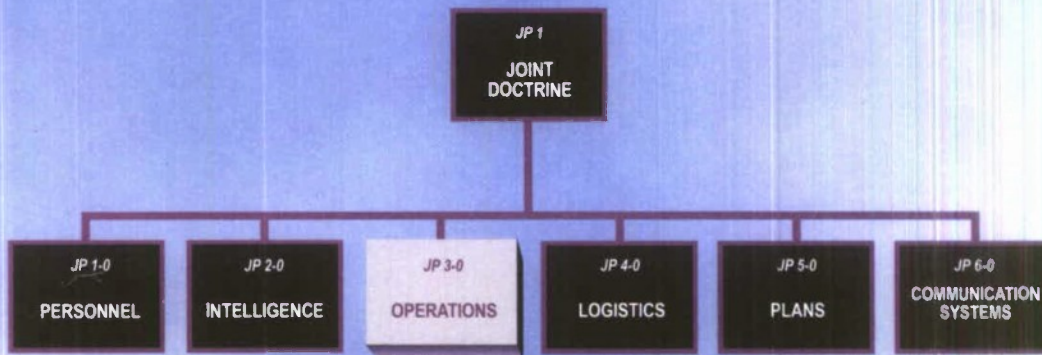 JP 1
JOINT
DOCTRINE
JP 1-0
PERSONNEL
JP 2-0
INTELLIGENCE
JP 3-0
OPERATIONS
JP 4-0
LOGISTICS
JP 5-0
PLANS
JP 6-0
COMMUNICATION
SYSTEMS